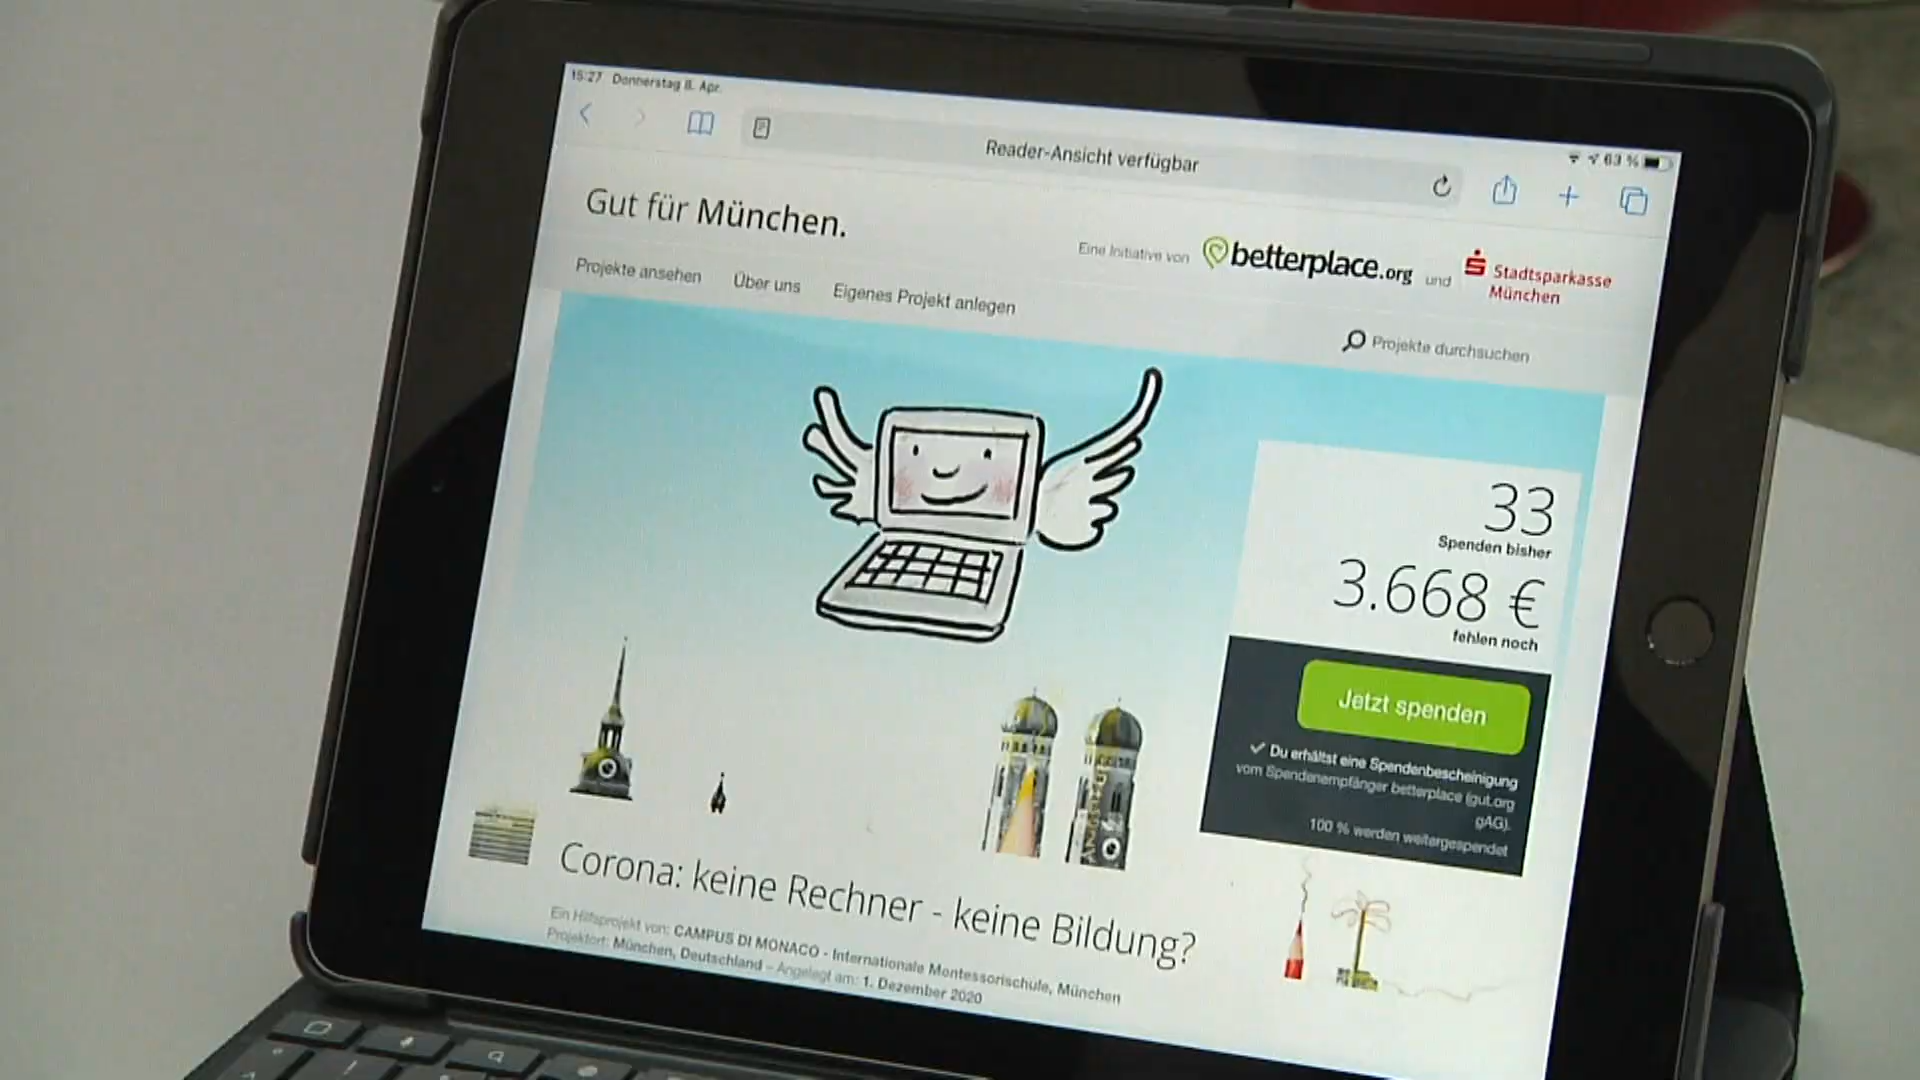 15:27 Donnerstag 8. Apr.
63 %
Reader-Ansicht verfügbar
Gut für München.
Eine Initiative von betterplace.org und Stadtsparkasse
München
Projekte ansehen Über uns Eigenes Projekt anlegen
Projekte durchsuchen
33
Spenden bisher
3.668 €
fehlen noch
Jetzt spenden
Du erhältst eine Spendenbescheinigung
vom Spendenempfänger betterplace (gut.org
gAG).
100 % werden weitergespendet
Corona: keine Rechner - keine Bildung?
Ein Hilfsprojekt von: CAMPUS DI MONACO - Internationale Montessorischule, München
Projektort: München, Deutschland – Angelegt am: 1. Dezember 2020